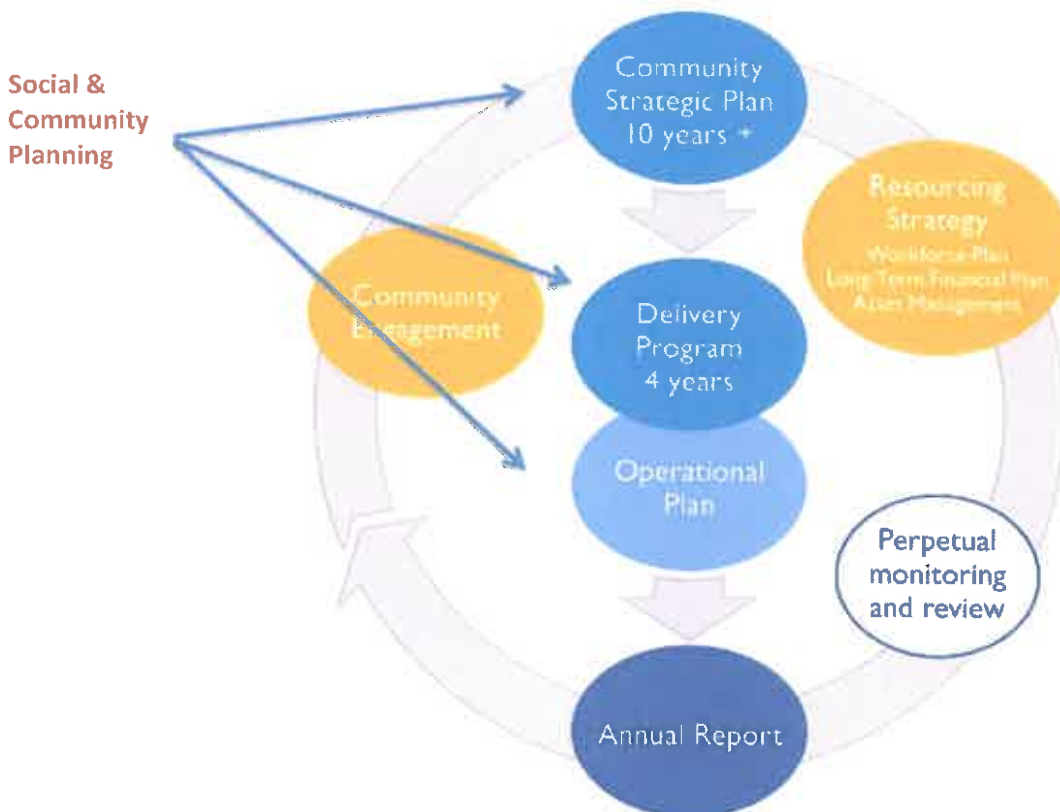 Social &
Community
Planning
Community
Strategic Plan
10 years +
Resourcing
Strategy
Workforce Plan
Long Term Financial Plan
Asset Management
Community
Engagement
Delivery
Program
4 years
Operational
Plan
Perpetual
monitoring
and review
Annual Report